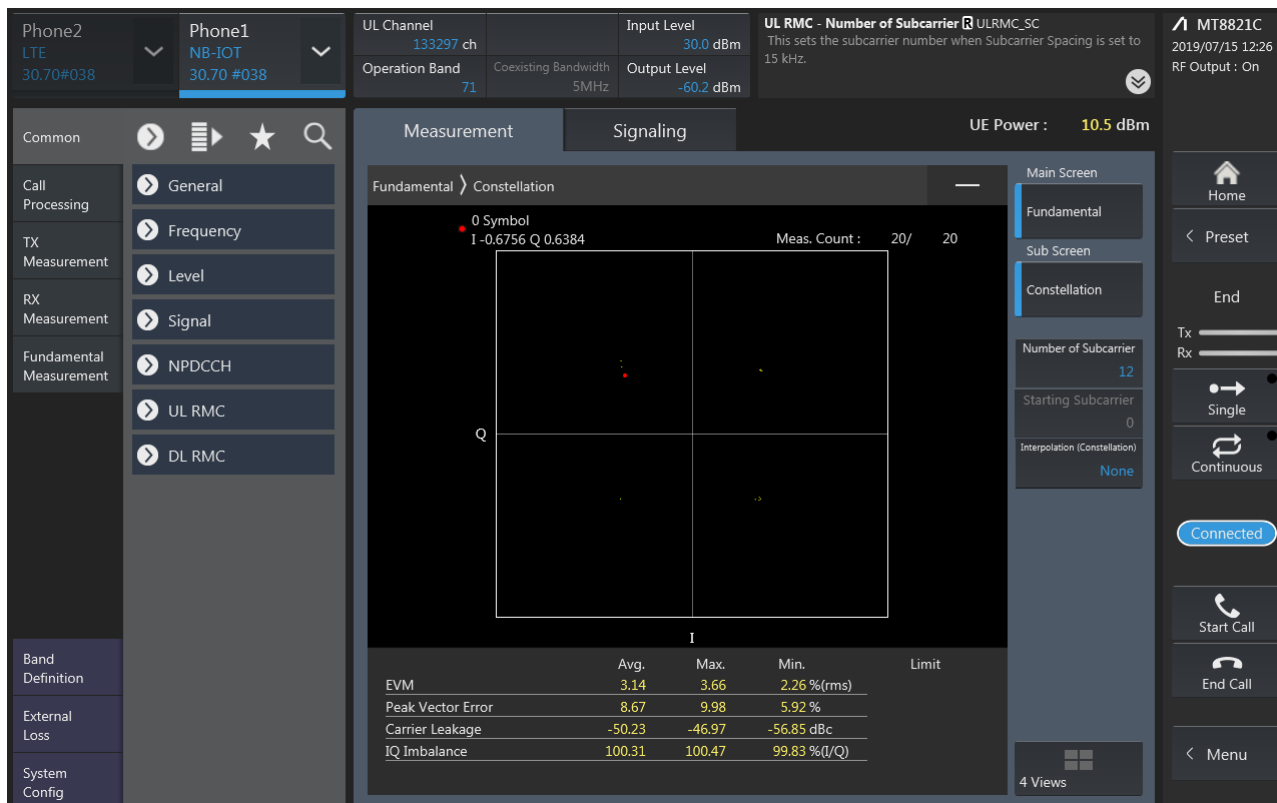 Phone2
LTE
30.70#038
Phone1
NB-IOT
30.70 #038
UL Channel
133297 ch
Operation Band
71
Coexisting Bandwidth
5MHz
Input Level
30.0 dBm
Output Level
-60.2 dBm
UL RMC - Number of Subcarrier R ULRMC_SC
This sets the subcarrier number when Subcarrier Spacing is set to
15 kHz.
MT8821C
2019/07/15 12:26
RF Output : On
Common
Call
Processing
TX
Measurement
RX
Measurement
Fundamental
Measurement
Band
Definition
External
Loss
System
Config
General
Frequency
Level
Signal
NPDCCH
UL RMC
DL RMC
Measurement
Signaling
UE Power : 10.5 dBm
Fundamental 〉 Constellation
0 Symbol
I -0.6756 Q 0.6384
Meas. Count : 20/ 20
Q
I
Avg. Max. Min. Limit
EVM 3.14 3.66 2.26 %(rms)
Peak Vector Error 8.67 9.98 5.92 %
Carrier Leakage -50.23 -46.97 -56.85 dBc
IQ Imbalance 100.31 100.47 99.83 %(I/Q)
Main Screen
Fundamental
Sub Screen
Constellation
Number of Subcarrier
12
Starting Subcarrier
0
Interpolation (Constellation)
None
4 Views
Home
< Preset
End
Tx
Rx
Single
Continuous
Connected
Start Call
End Call
< Menu